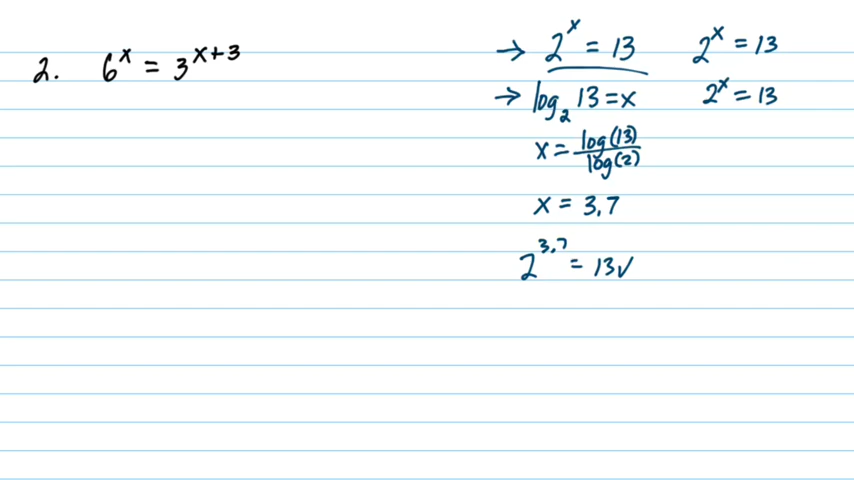 2. 6^x = 3^{x+3}
→ 2^x = 13
→ log_2 13 = x
x = log(13)/log(2)
x = 3.7
2^{3.7} = 13 ✓
2^x = 13
2^x = 13